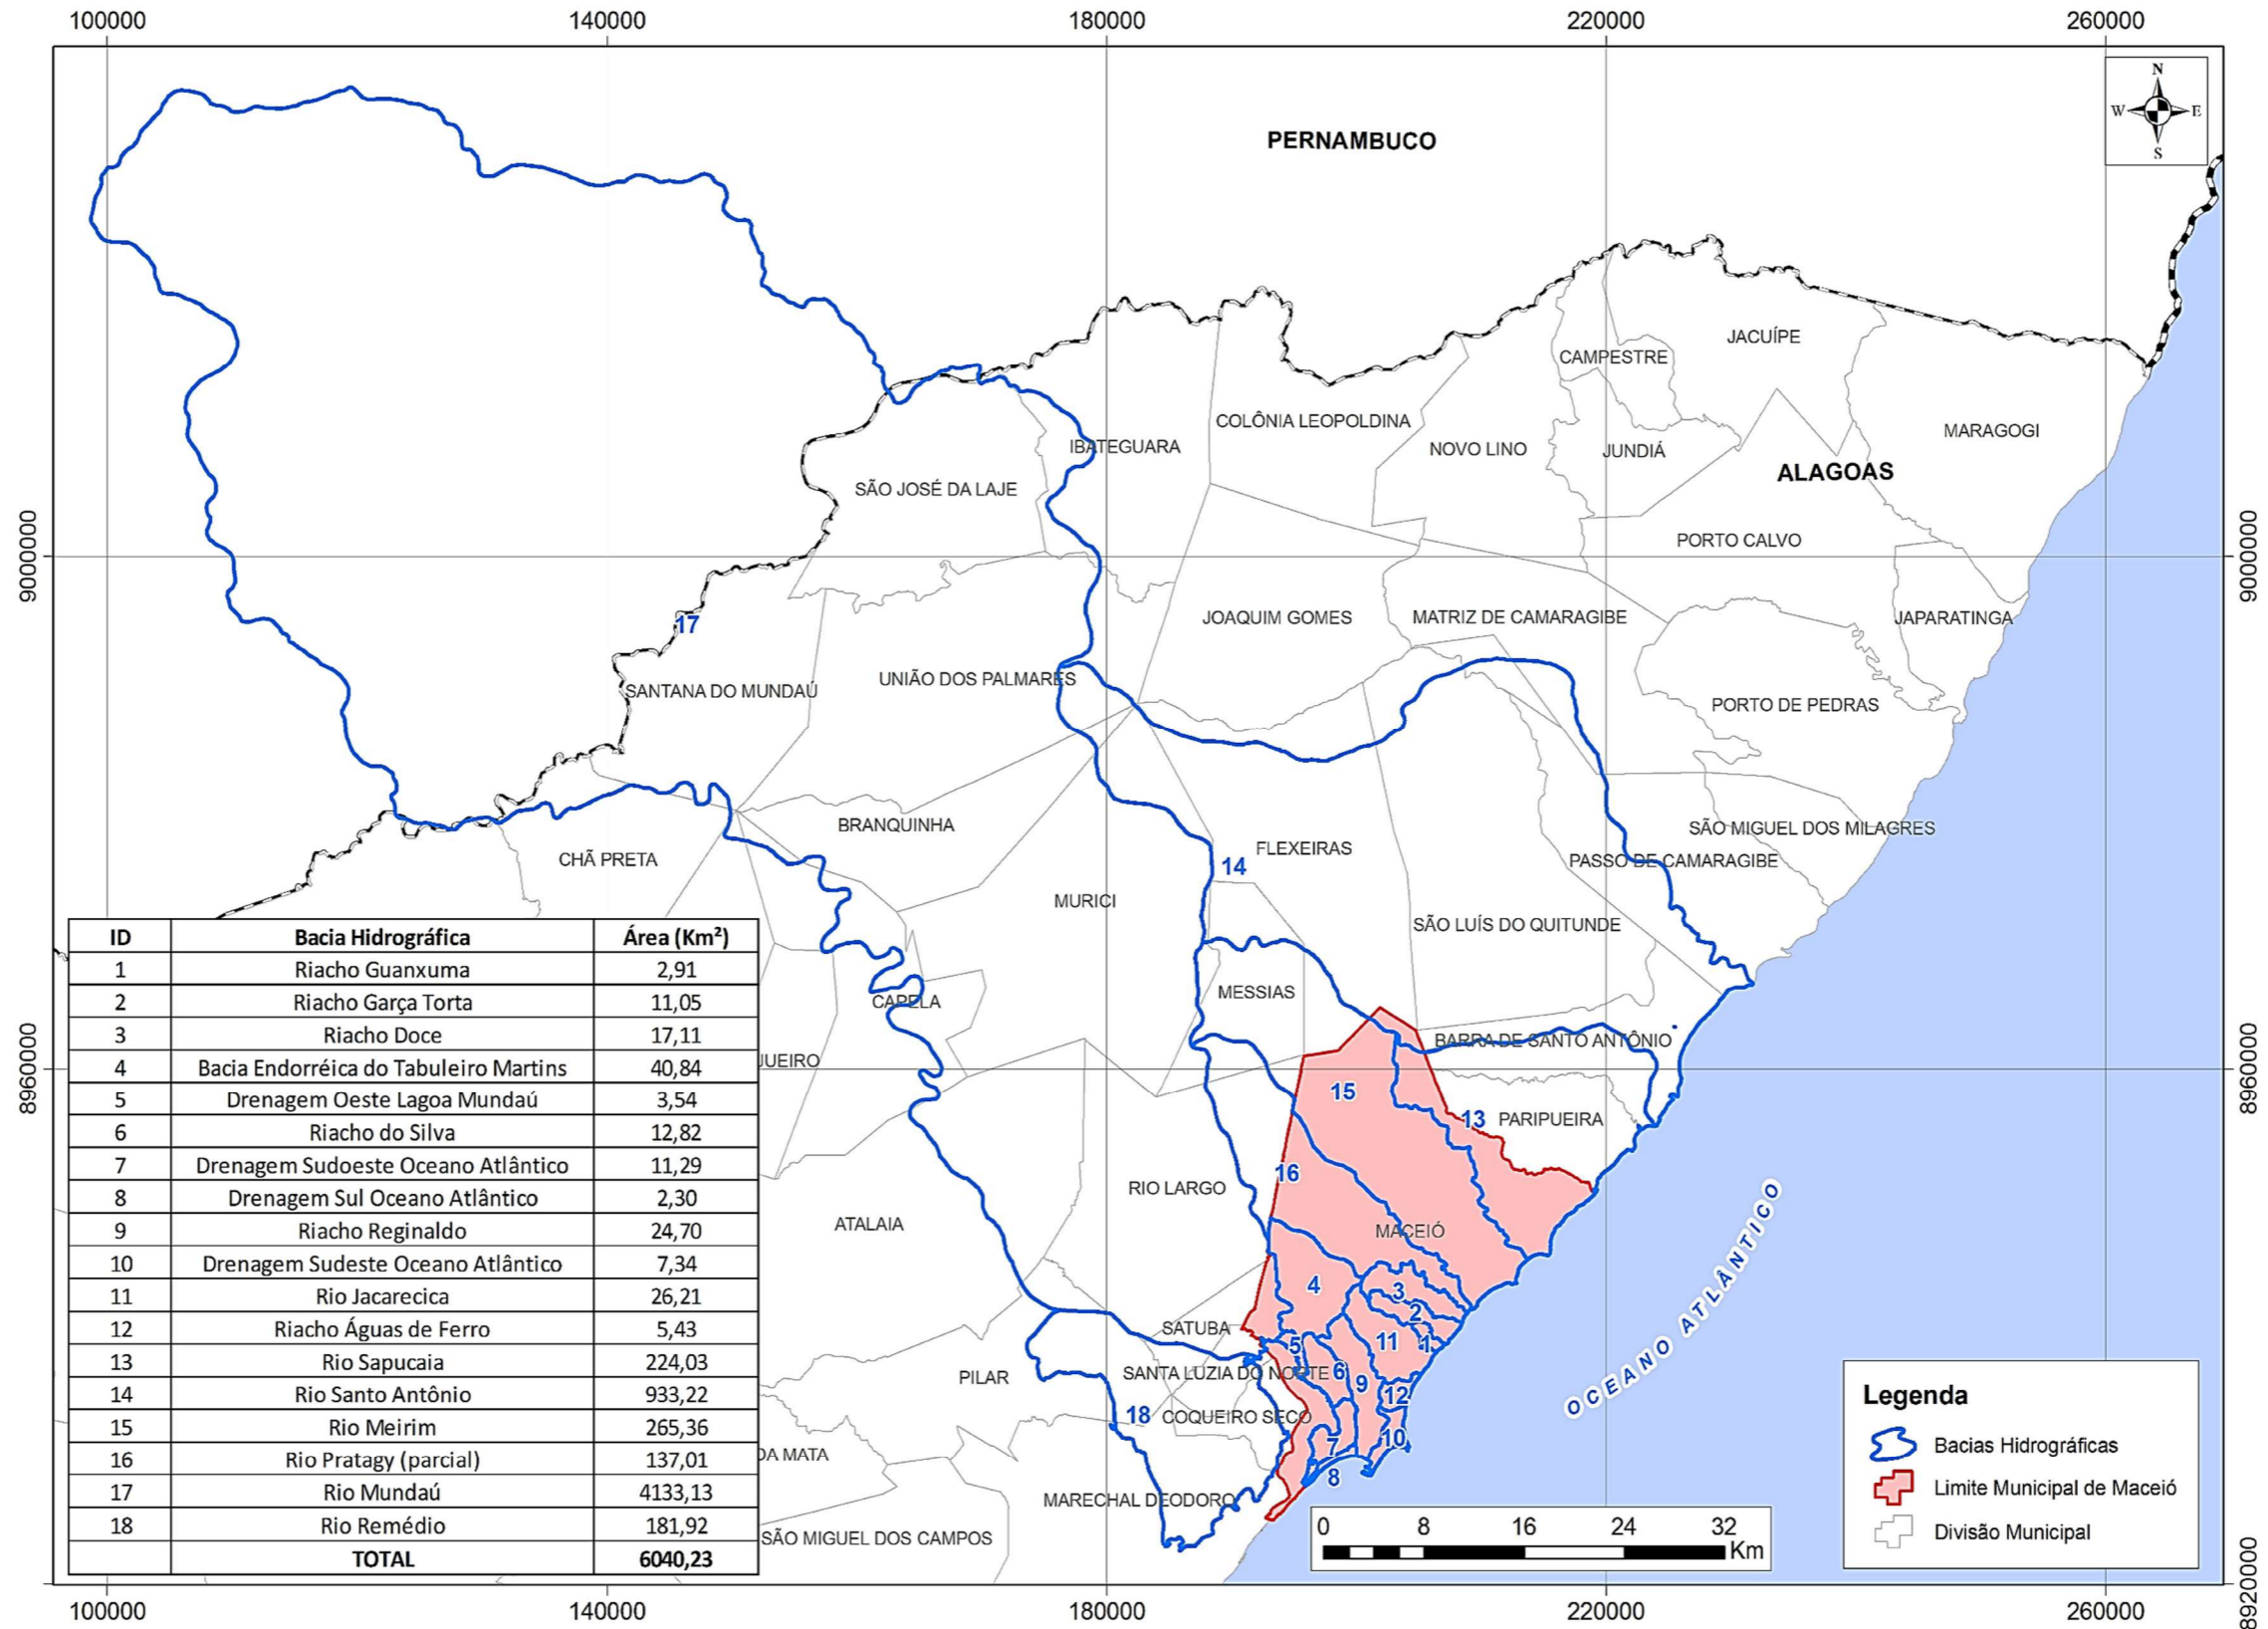 100000 140000 180000 220000 260000
N
W E
S
PERNAMBUCO
JACUÍPE
CAMPESTRE
COLÔNIA LEOPOLDINA
MARAGOGI
IBATEGUARA
NOVO LINO
JUNDIÁ
ALAGOAS
SÃO JOSÉ DA LAJE
PORTO CALVO
9000000
9000000
17
JOAQUIM GOMES
MATRIZ DE CAMARAGIBE
JAPARATINGA
SANTANA DO MUNDAÚ
UNIÃO DOS PALMARES
PORTO DE PEDRAS
BRANQUINHA
SÃO MIGUEL DOS MILAGRES
CHÃ PRETA
14
FLEXEIRAS
PASSO DE CAMARAGIBE
MURICI
SÃO LUÍS DO QUITUNDE
MESSIAS
CAPELA
BARRA DE SANTO ANTÔNIO
JUEIRO
8960000
8960000
15
13
PARIPUEIRA
16
RIO LARGO
ATALAIA
MACEIÓ
4
3
2
SATUBA
5
11
1
PILAR
SANTA LUZIA DO NORTE
6
9
12
18
COQUEIRO SECO
7
10
DA MATA
8
MARECHAL DEODORO
SÃO MIGUEL DOS CAMPOS
OCEANO ATLÂNTICO
ID Bacia Hidrográfica Área (Km²)
1 Riacho Guanxuma 2,91
2 Riacho Garça Torta 11,05
3 Riacho Doce 17,11
4 Bacia Endorréica do Tabuleiro Martins 40,84
5 Drenagem Oeste Lagoa Mundaú 3,54
6 Riacho do Silva 12,82
7 Drenagem Sudoeste Oceano Atlântico 11,29
8 Drenagem Sul Oceano Atlântico 2,30
9 Riacho Reginaldo 24,70
10 Drenagem Sudeste Oceano Atlântico 7,34
11 Rio Jacarecica 26,21
12 Riacho Águas de Ferro 5,43
13 Rio Sapucaia 224,03
14 Rio Santo Antônio 933,22
15 Rio Meirim 265,36
16 Rio Pratagy (parcial) 137,01
17 Rio Mundaú 4133,13
18 Rio Remédio 181,92
TOTAL 6040,23
0 8 16 24 32
Km
Legenda
Bacias Hidrográficas
Limite Municipal de Maceió
Divisão Municipal
8920000
100000 140000 180000 220000 260000